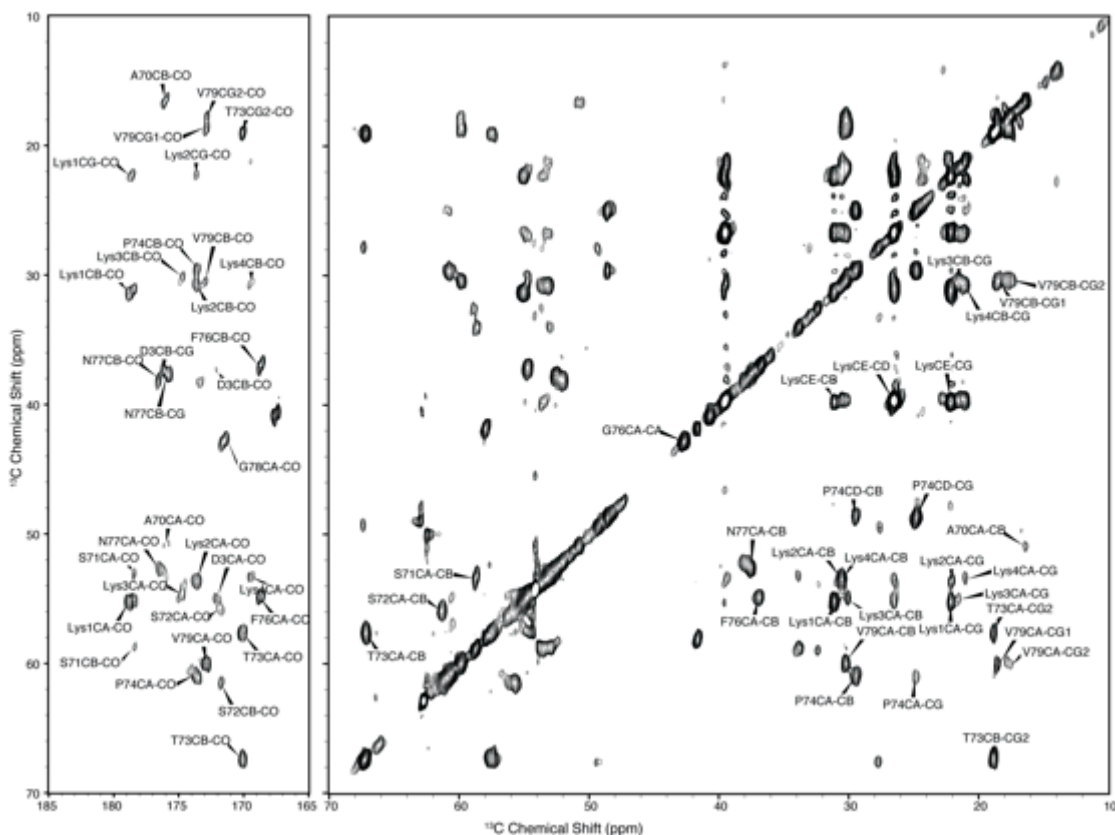 10
20
30
40
50
60
70
¹³C Chemical Shift (ppm)
A70CB-CO
V79CG2-CO
T73CG2-CO
V79CG1-CO
Lys2CG-CO
Lys1CG-CO
P74CB-CO
V79CB-CO
Lys3CB-CO
Lys4CB-CO
Lys1CB-CO
Lys2CB-CO
F76CB-CO
D3CB-CG
N77CB-CO
D3CB-CO
N77CB-CG
G78CA-CO
A70CA-CO
N77CA-CO
Lys2CA-CO
S71CA-CO
D3CA-CO
Lys3CA-CO
S72CA-CO
F76CA-CO
Lys1CA-CO
V79CA-CO
T73CA-CO
S71CB-CO
P74CA-CO
S72CB-CO
T73CB-CO
185
180
175
170
165
Lys3CB-CG
V79CB-CG2
V79CB-CG1
Lys4CB-CG
LysCE-CB
LysCE-CD
LysCE-CG
G76CA-CA
P74CD-CB
P74CD-CG
N77CA-CB
A70CA-CB
Lys2CA-CB
Lys4CA-CB
Lys2CA-CG
Lys4CA-CG
S71CA-CB
S72CA-CB
Lys3CA-CG
F76CA-CB
Lys1CA-CB
Lys3CA-CB
Lys1CA-CG
T73CA-CG2
T73CA-CB
V79CA-CB
V79CA-CG1
V79CA-CG2
P74CA-CB
P74CA-CG
T73CB-CG2
70
60
50
40
30
20
10
¹³C Chemical Shift (ppm)